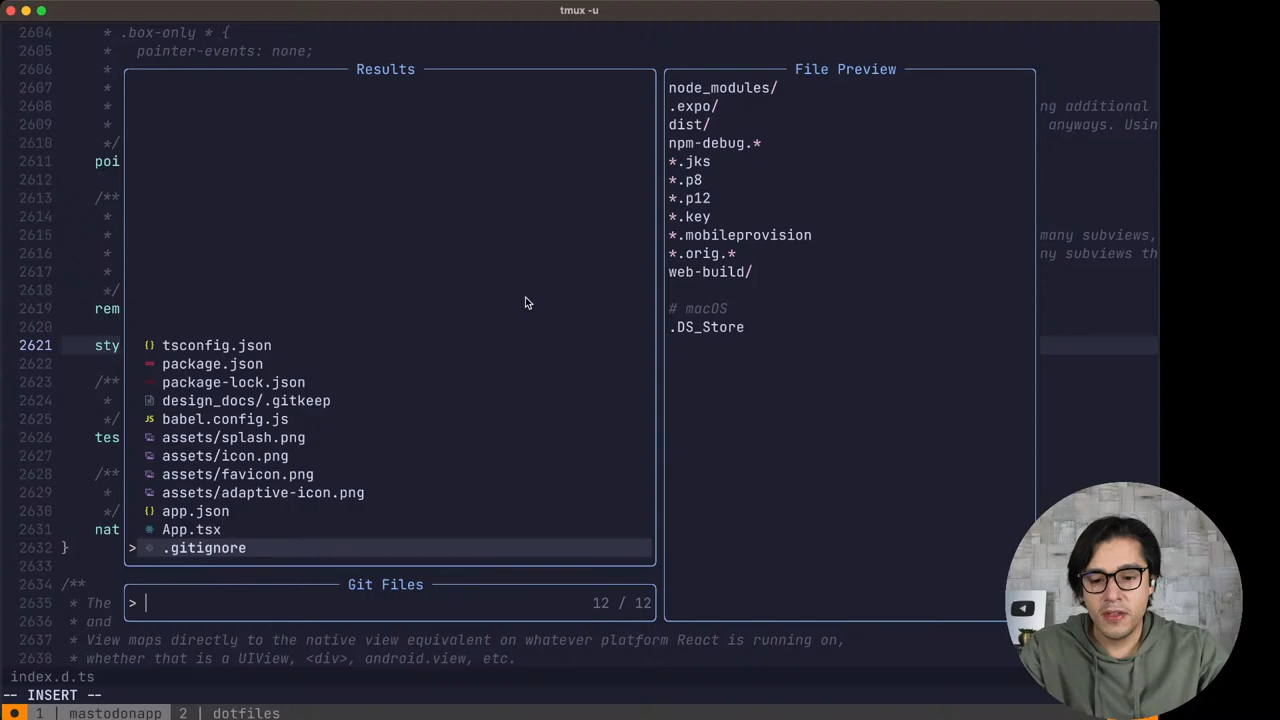 tmux -u
2604 * .box-only * {
2605 * pointer-events: none;
2606 *
2607 *
2608 * ng additional
2609 * anyways. Usin
2610 */
2611 poi
2612
2613 /**
2614 *
2615 * many subviews,
2616 * ny subviews th
2617 *
2618 */
2619 rem
2620
2621 sty
2622
2623 /**
2624 *
2625 */
2626 tes
2627
2628 /**
2629 *
2630 */
2631 nat
2632 }
2633
2634 /**
2635 * The
2636 * and
2637 * View maps directly to the native view equivalent on whatever platform React is running on,
2638 * whether that is a UIView, <div>, android.view, etc.
Results
tsconfig.json
package.json
package-lock.json
design_docs/.gitkeep
JS babel.config.js
assets/splash.png
assets/icon.png
assets/favicon.png
assets/adaptive-icon.png
{} app.json
App.tsx
> .gitignore
Git Files
> 12 / 12
File Preview
node_modules/
.expo/
dist/
npm-debug.*
*.jks
*.p8
*.p12
*.key
*.mobileprovision
*.orig.*
web-build/
# macOS
.DS_Store
index.d.ts
-- INSERT --
1 | mastodonapp 2 | dotfiles